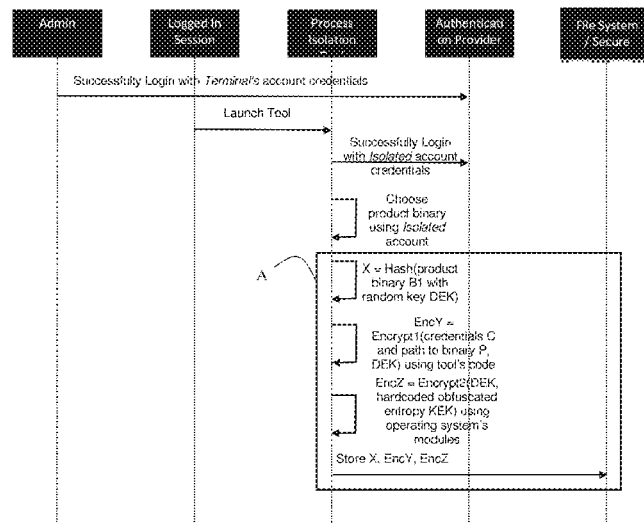 Admin
Logged In
Session
Process
Isolation
Authenticati
on Provider
File System
/ Secure
Successfully Login with Terminal's account credentials
Launch Tool
Successfully Login
with Isolated account
credentials
Choose
product binary
using Isolated
account
A
X = Hash(product
binary B1 with
random key DEK)
EncY =
Encrypt1(credentials C
and path to binary P,
DEK) using tool's code
EncZ = Encrypt2(DEK,
hardcoded obfuscated
entropy KEK) using
operating system's
modules
Store X, EncY, EncZ